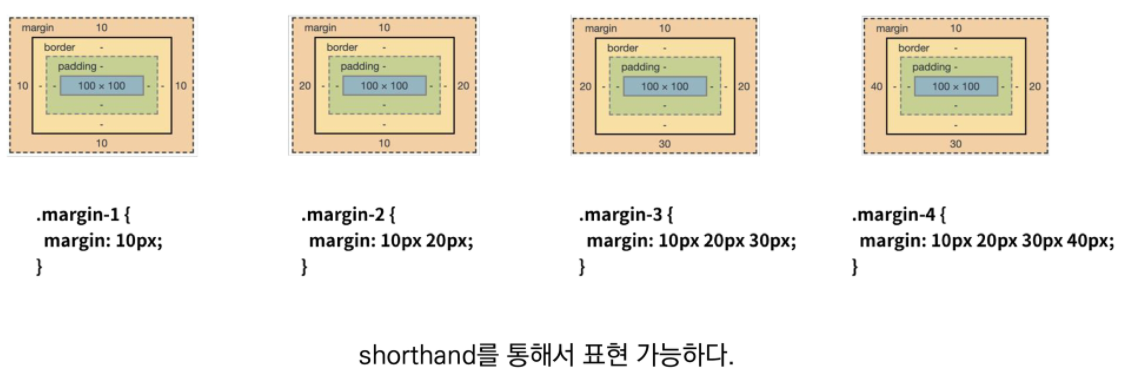 margin 10
border -
padding -
10 - - 100 × 100 - - 10
-
-
10
margin 10
border -
padding -
20 - - 100 × 100 - - 20
-
-
10
margin 10
border -
padding -
20 - - 100 × 100 - - 20
-
-
30
margin 10
border -
padding -
40 - - 100 × 100 - - 20
-
-
30
.margin-1 {
margin: 10px;
}
.margin-2 {
margin: 10px 20px;
}
.margin-3 {
margin: 10px 20px 30px;
}
.margin-4 {
margin: 10px 20px 30px 40px;
}
shorthand를 통해서 표현 가능하다.